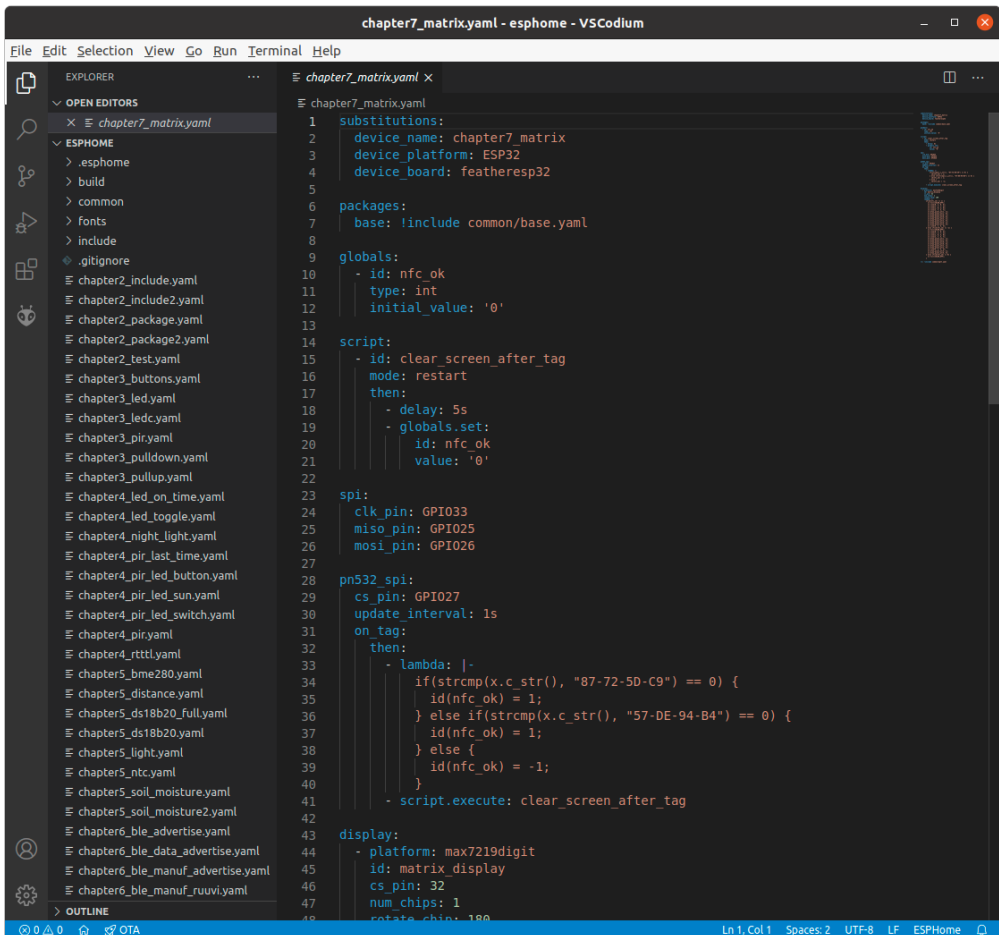 chapter7_matrix.yaml - esphome - VSCodium
File Edit Selection View Go Run Terminal Help
EXPLORER
OPEN EDITORS
chapter7_matrix.yaml
ESPHOME
.esphome
build
common
fonts
include
.gitignore
chapter2_include.yaml
chapter2_include2.yaml
chapter2_package.yaml
chapter2_package2.yaml
chapter2_test.yaml
chapter3_buttons.yaml
chapter3_led.yaml
chapter3_ledc.yaml
chapter3_pir.yaml
chapter3_pulldown.yaml
chapter3_pullup.yaml
chapter4_led_on_time.yaml
chapter4_led_toggle.yaml
chapter4_night_light.yaml
chapter4_pir_last_time.yaml
chapter4_pir_led_button.yaml
chapter4_pir_led_sun.yaml
chapter4_pir_led_switch.yaml
chapter4_pir.yaml
chapter4_rtttl.yaml
chapter5_bme280.yaml
chapter5_distance.yaml
chapter5_ds18b20_full.yaml
chapter5_ds18b20.yaml
chapter5_light.yaml
chapter5_ntc.yaml
chapter5_soil_moisture.yaml
chapter5_soil_moisture2.yaml
chapter6_ble_advertise.yaml
chapter6_ble_data_advertise.yaml
chapter6_ble_manuf_advertise.yaml
chapter6_ble_manuf_ruuvi.yaml
OUTLINE
chapter7_matrix.yaml
chapter7_matrix.yaml
1 substitutions:
2   device_name: chapter7_matrix
3   device_platform: ESP32
4   device_board: featheresp32
5
6 packages:
7   base: !include common/base.yaml
8
9 globals:
10   - id: nfc_ok
11     type: int
12     initial_value: '0'
13
14 script:
15   - id: clear_screen_after_tag
16     mode: restart
17     then:
18       - delay: 5s
19       - globals.set:
20           id: nfc_ok
21           value: '0'
22
23 spi:
24   clk_pin: GPIO33
25   miso_pin: GPIO25
26   mosi_pin: GPIO26
27
28 pn532_spi:
29   cs_pin: GPIO27
30   update_interval: 1s
31   on_tag:
32     then:
33       - lambda: |-
34           if(strcmp(x.c_str(), "87-72-5D-C9") == 0) {
35             id(nfc_ok) = 1;
36           } else if(strcmp(x.c_str(), "57-DE-94-B4") == 0) {
37             id(nfc_ok) = 1;
38           } else {
39             id(nfc_ok) = -1;
40           }
41       - script.execute: clear_screen_after_tag
42
43 display:
44   - platform: max7219digit
45     id: matrix_display
46     cs_pin: 32
47     num_chips: 1
48     rotate_chip: 180
0 0 OTA Ln 1, Col 1 Spaces: 2 UTF-8 LF ESPHome